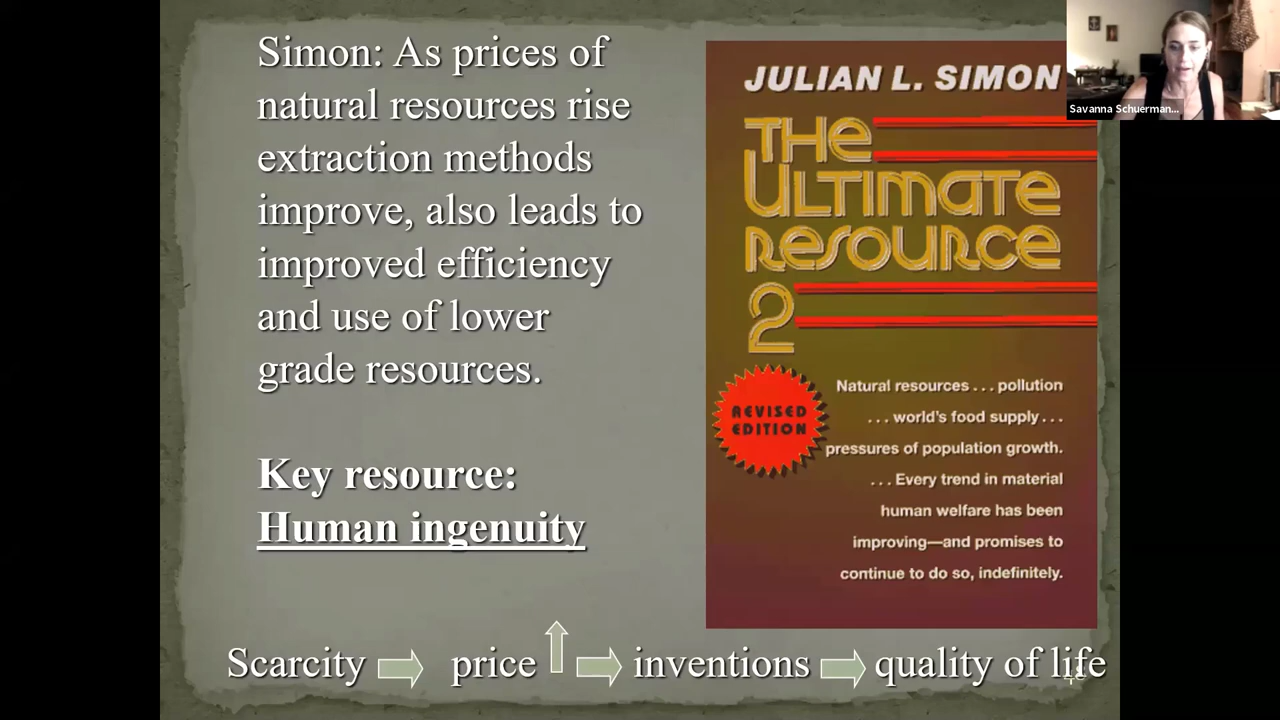 Simon: As prices of
natural resources rise
extraction methods
improve, also leads to
improved efficiency
and use of lower
grade resources.
Key resource:
Human ingenuity
JULIAN L. SIMON
THE
ULTIMATE
RESOURCE
2
REVISED
EDITION
Natural resources . . . pollution
. . . world's food supply . . .
pressures of population growth.
. . . Every trend in material
human welfare has been
improving—and promises to
continue to do so, indefinitely.
Savanna Schuerman...
Scarcity price inventions quality of life